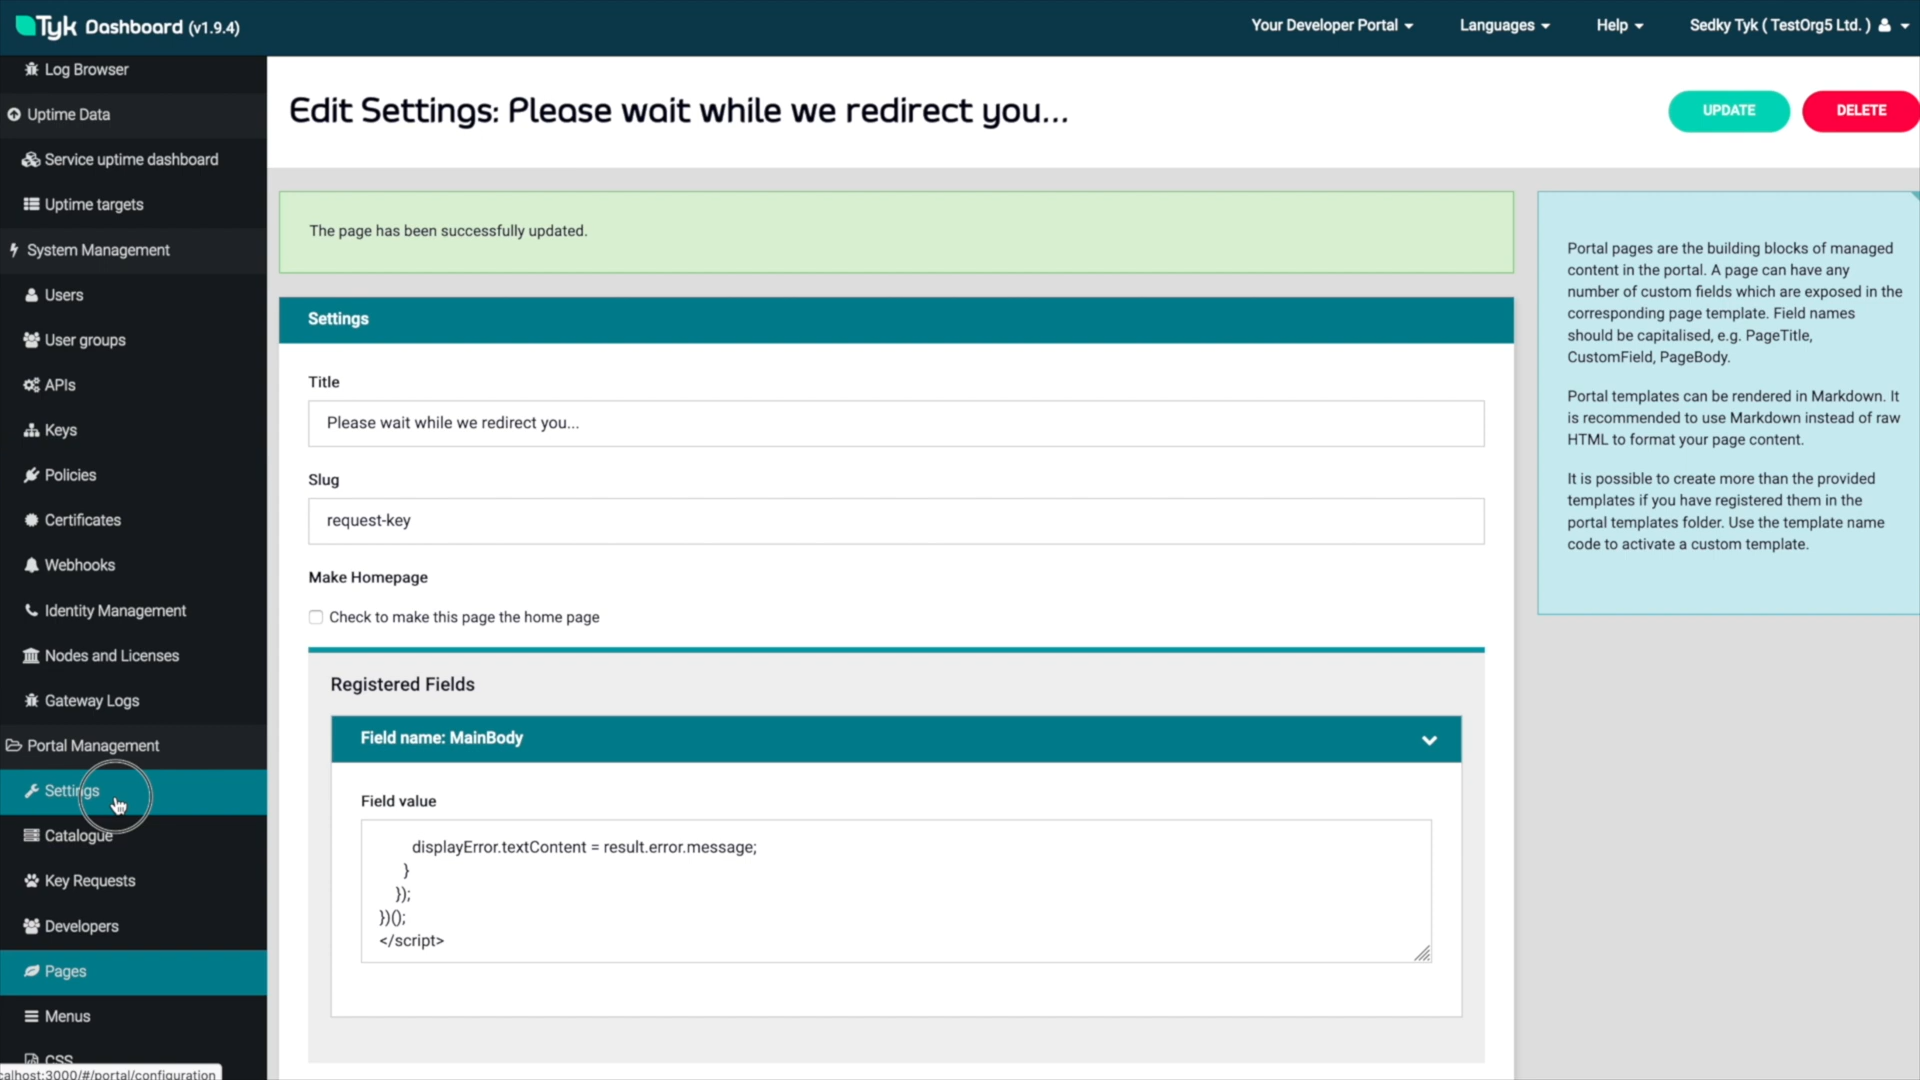 Tyk Dashboard (v1.9.4)
Your Developer Portal
Languages
Help
Sedky Tyk ( TestOrg5 Ltd. )
Log Browser
Uptime Data
Service uptime dashboard
Uptime targets
System Management
Users
User groups
APIs
Keys
Policies
Certificates
Webhooks
Identity Management
Nodes and Licenses
Gateway Logs
Portal Management
Settings
Catalogue
Key Requests
Developers
Pages
Menus
CSS
calhost:3000/#/portal/configuration
Edit Settings: Please wait while we redirect you...
UPDATE
DELETE
The page has been successfully updated.
Settings
Title
Please wait while we redirect you...
Slug
request-key
Make Homepage
Check to make this page the home page
Registered Fields
Field name: MainBody
Field value
displayError.textContent = result.error.message;
}
});
})();
</script>
Portal pages are the building blocks of managed
content in the portal. A page can have any
number of custom fields which are exposed in the
corresponding page template. Field names
should be capitalised, e.g. PageTitle,
CustomField, PageBody.
Portal templates can be rendered in Markdown. It
is recommended to use Markdown instead of raw
HTML to format your page content.
It is possible to create more than the provided
templates if you have registered them in the
portal templates folder. Use the template name
code to activate a custom template.